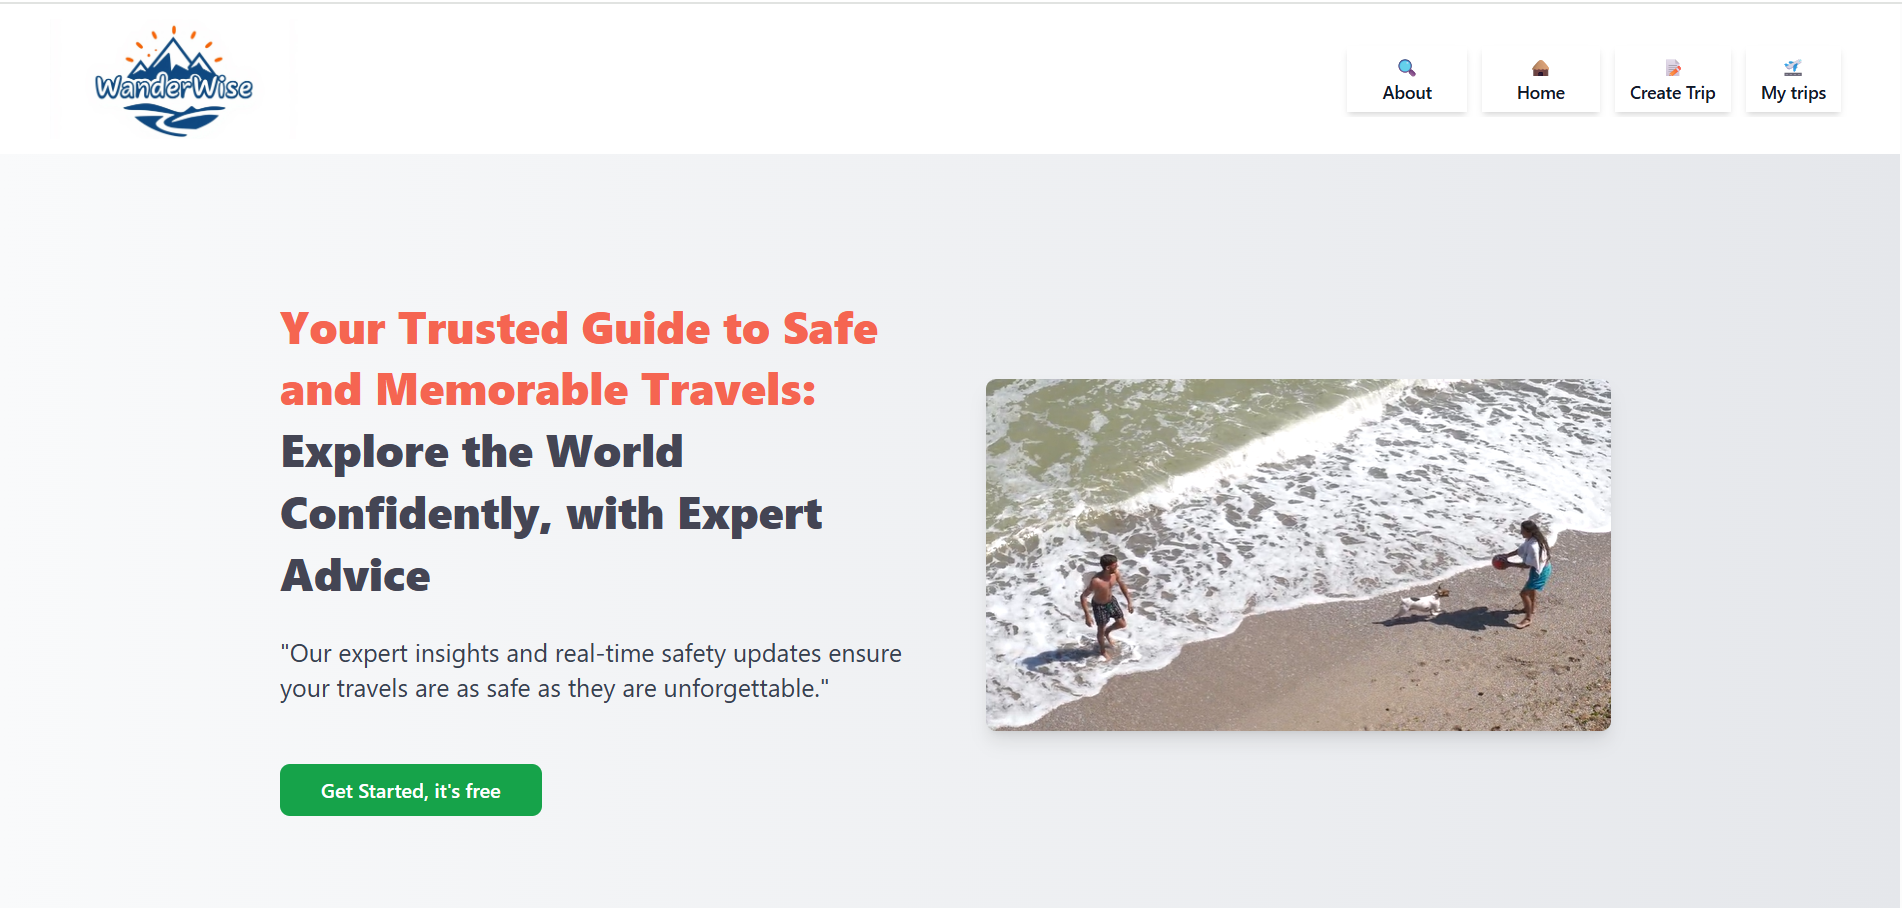 WanderWise
About
Home
Create Trip
My trips
Your Trusted Guide to Safe
and Memorable Travels:
Explore the World
Confidently, with Expert
Advice
"Our expert insights and real-time safety updates ensure
your travels are as safe as they are unforgettable."
Get Started, it's free